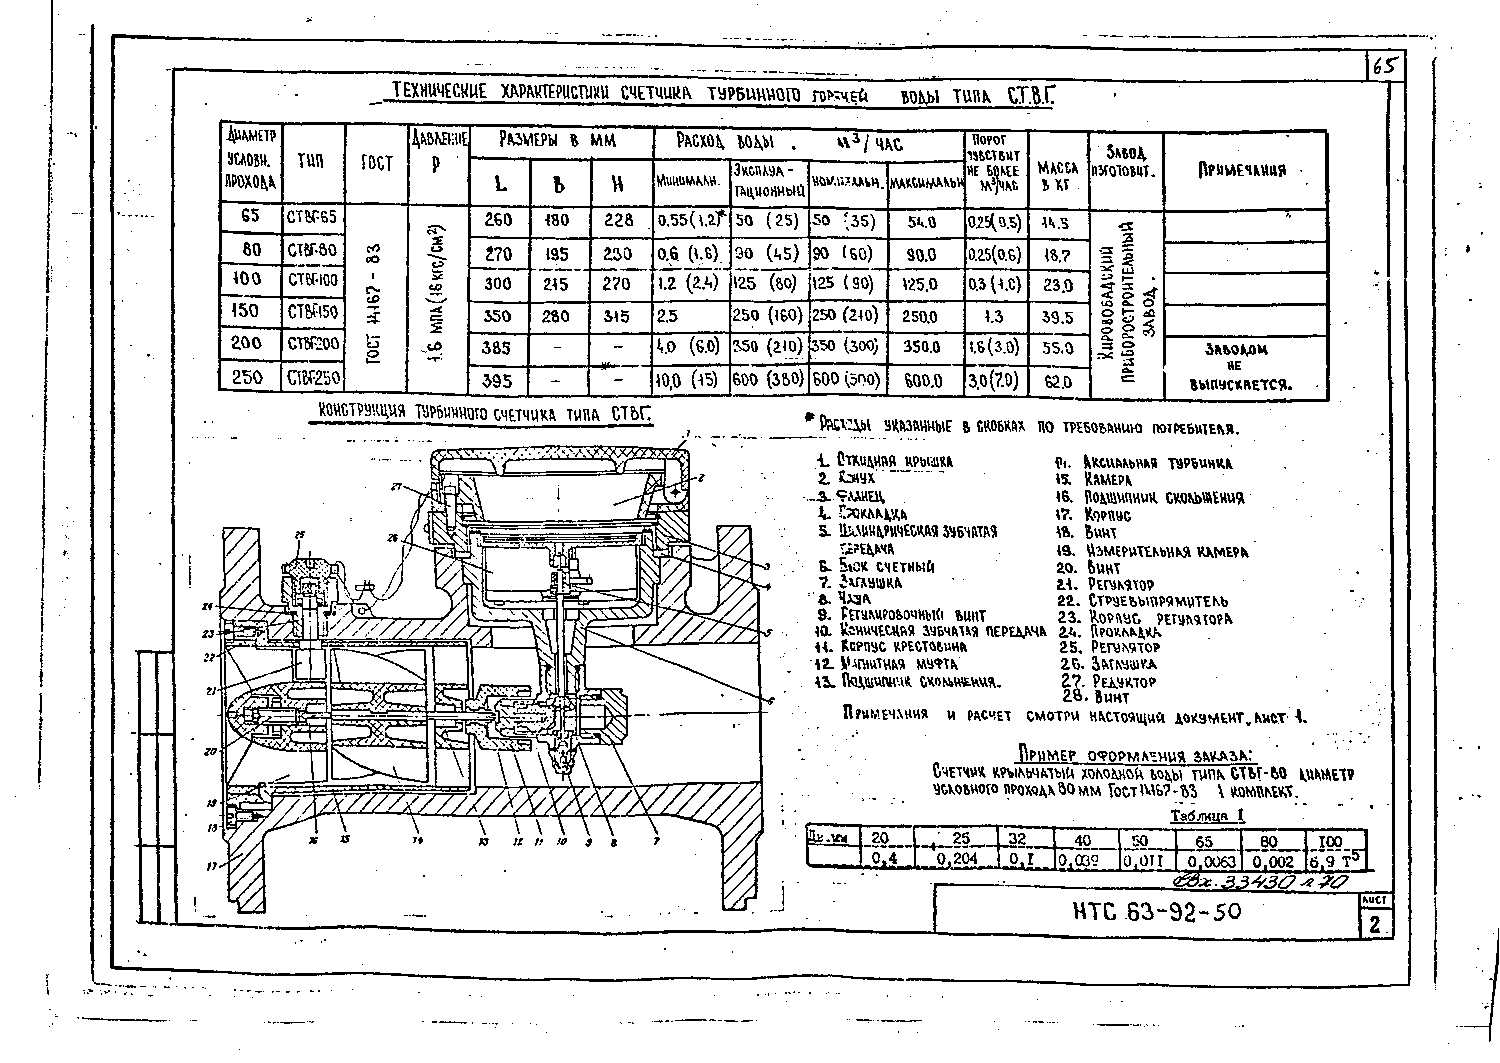 65
ТЕХНИЧЕСКИЕ ХАРАКТЕРИСТИКИ СЧЕТЧИКА ТУРБИННОГО ГОРЯЧЕЙ ВОДЫ ТИПА С.Т.В.Г.
ДИАМЕТР УСЛОВН. ПРОХОДА ТИП ГОСТ ДАВЛЕНИЕ Р РАЗМЕРЫ В ММ РАСХОД ВОДЫ . М³/ЧАС ПОРОГ ЧУВСТВИТ НЕ БОЛЕЕ М³/ЧАС МАССА В КГ ЗАВОД ИЗГОТОВИТ. ПРИМЕЧАНИЯ
L В Н МИНИМАЛН. ЭКСПЛУА-ТАЦИОННЫЙ НОМИНАЛЬН. МАКСИМАЛЬН
ГОСТ 14167-83
1.6 МПА (16 КГС/СМ²)
КИРОВОБАДСКИЙ ПРИБОРОСТРОИТЕЛЬНЫЙ ЗАВОД.
65 СТВГ-65 260 180 228 0.55(1.2)* 50 (25) 50 (35) 54.0 0.25(0.5) 14.5
80 СТВГ-80 270 195 230 0.6 (1.6) 90 (45) 90 (60) 90.0 0.25(0.6) 18.7
100 СТВГ-100 300 215 270 1.2 (2.4) 125 (80) 125 (90) 125.0 0.3 (1.0) 23.0
150 СТВГ150 350 280 315 2.5 250 (160) 250 (210) 250.0 1.3 39.5
200 СТВГ200 385 – – 4.0 (6.0) 350 (210) 350 (300) 350.0 1.6(3.0) 55.0 ЗАВОДОМ НЕ ВЫПУСКАЕТСЯ.
250 СТВГ250 395 – – 10,0 (15) 600 (380) 600 (500) 600.0 3,0(7.0) 62.0
КОНСТРУКЦИЯ ТУРБИННОГО СЧЕТЧИКА ТИПА СТВГ.
* РАСХОДЫ УКАЗАННЫЕ В СКОБКАХ ПО ТРЕБОВАНИЮ ПОТРЕБИТЕЛЯ.
1. ОТКИДНАЯ КРЫШКА
2. КОЖУХ
3. ФЛАНЕЦ
4. ПРОКЛАДКА
5. ЦИЛИНДРИЧЕСКАЯ ЗУБЧАТАЯ
ПЕРЕДАЧА
6. БЛОК СЧЕТНЫЙ
7. ЗАГЛУШКА
8.
9. РЕГУЛИРОВОЧНЫЙ ВИНТ
10. КОНИЧЕСКАЯ ЗУБЧАТАЯ ПЕРЕДАЧА
11. КОРПУС КРЕСТОВИНА
12. МАГНИТНАЯ МУФТА
13. ПОДШИПНИК СКОЛЬЖЕНИЯ.
14. АКСИАЛЬНАЯ ТУРБИНКА
15. КАМЕРА
16. ПОДШИПНИК СКОЛЬЖЕНИЯ
17. КОРПУС
18. ВИНТ
19. ИЗМЕРИТЕЛЬНАЯ КАМЕРА
20. ВИНТ
21. РЕГУЛЯТОР
22. СТРУЕВЫПРЯМИТЕЛЬ
23. КОРПУС РЕГУЛЯТОРА
24. ПРОКЛАДКА
25. РЕГУЛЯТОР
26. ЗАГЛУШКА
27. РЕДУКТОР
28. ВИНТ
1
2
27
26
25
3
4
24
23
5
22
21
6
20
19
18
17
16 15 14 13 12 11 10 9 8 7
ПРИМЕЧАНИЯ И РАСЧЕТ СМОТРИ НАСТОЯЩИЙ ДОКУМЕНТ, ЛИСТ 1.
ПРИМЕР ОФОРМЛЕНИЯ ЗАКАЗА:
СЧЕТЧИК КРЫЛЬЧАТЫЙ ХОЛОДНОЙ ВОДЫ ТИПА СТВГ-80 ДИАМЕТР
УСЛОВНОГО ПРОХОДА 80 ММ ГОСТ14167-83 1 КОМПЛЕКТ.
Таблица I
Ду.мм 20 25 32 40 50 65 80 100
0,4 0,204 0,I 0,039 0,0II 0,0063 0,002 6,9 Т5
Вх. 33430 л 70
НТС 63-92-50
ЛИСТ
2